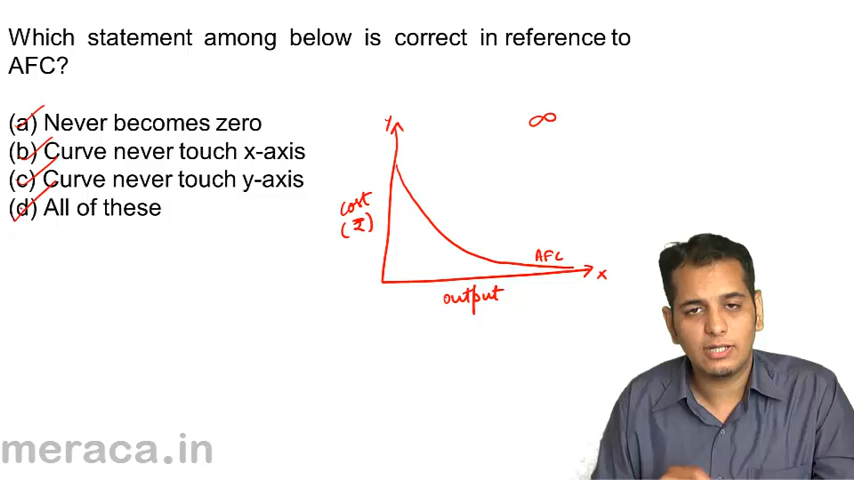 Which statement among below is correct in reference to
AFC?
(a) Never becomes zero
(b) Curve never touch x-axis
(c) Curve never touch y-axis
(d) All of these
y
∞
cost
(₹)
AFC
x
output
meraca.in